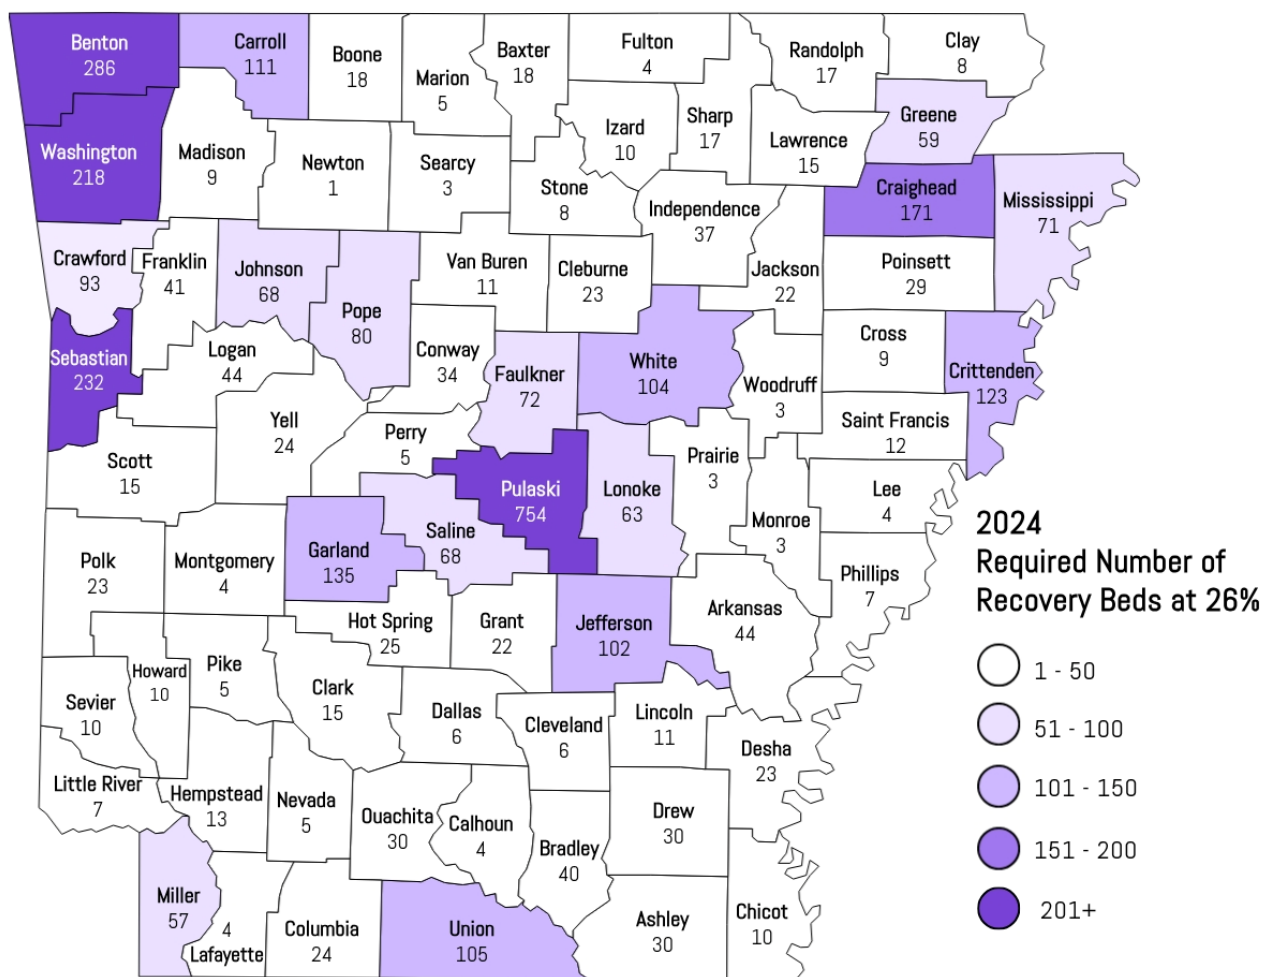 Benton
286
Carroll
111
Boone
18
Marion
5
Baxter
18
Fulton
4
Randolph
17
Clay
8
Sharp
17
Greene
59
Izard
10
Lawrence
15
Washington
218
Madison
9
Newton
1
Searcy
3
Stone
8
Independence
37
Craighead
171
Mississippi
71
Crawford
93
Franklin
41
Johnson
68
Pope
80
Van Buren
11
Cleburne
23
Jackson
22
Poinsett
29
Sebastian
232
Logan
44
Conway
34
Faulkner
72
White
104
Woodruff
3
Cross
9
Crittenden
123
Yell
24
Perry
5
Saint Francis
12
Scott
15
Pulaski
754
Lonoke
63
Prairie
3
Monroe
3
Lee
4
Polk
23
Montgomery
4
Garland
135
Saline
68
Phillips
7
Hot Spring
25
Grant
22
Jefferson
102
Arkansas
44
Sevier
10
Howard
10
Pike
5
Clark
15
Dallas
6
Cleveland
6
Lincoln
11
Desha
23
Little River
7
Hempstead
13
Nevada
5
Ouachita
30
Calhoun
4
Bradley
40
Drew
30
Miller
57
4
Lafayette
Columbia
24
Union
105
Ashley
30
Chicot
10
2024
Required Number of
Recovery Beds at 26%
1 - 50
51 - 100
101 - 150
151 - 200
201+